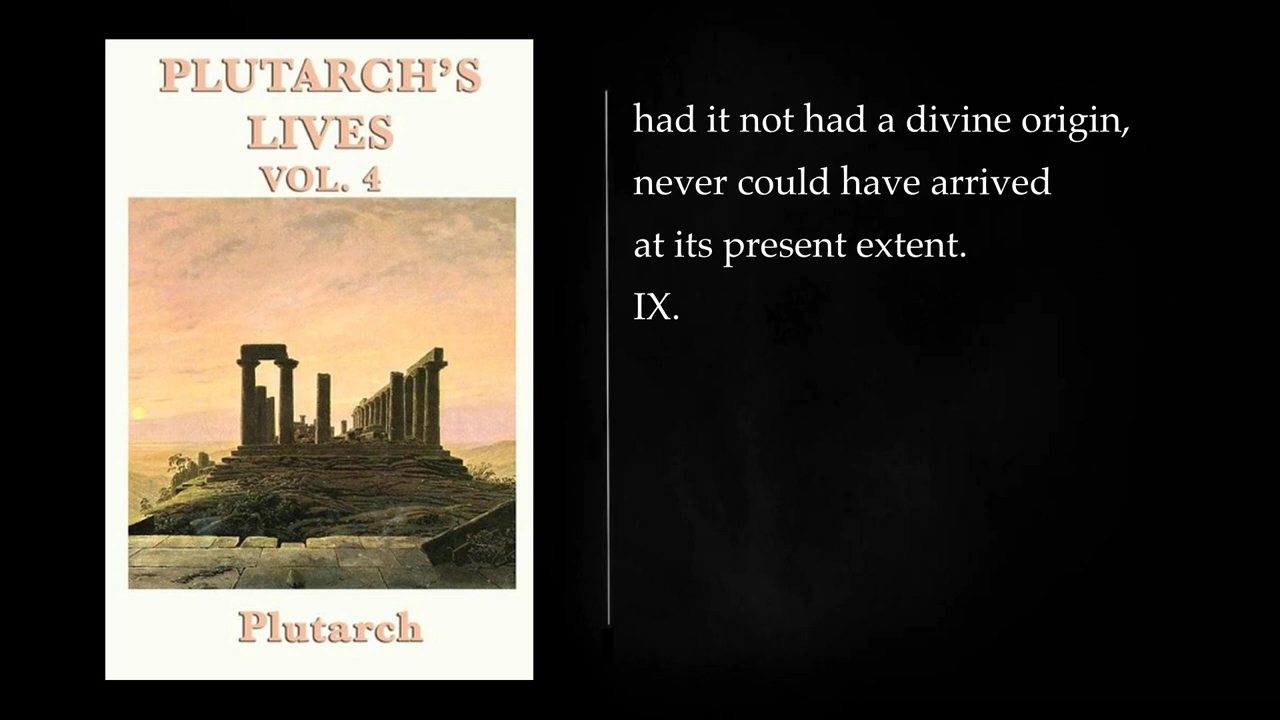 PLUTARCH'S
LIVES
VOL. 4
Plutarch
had it not had a divine origin,
never could have arrived
at its present extent.
IX.